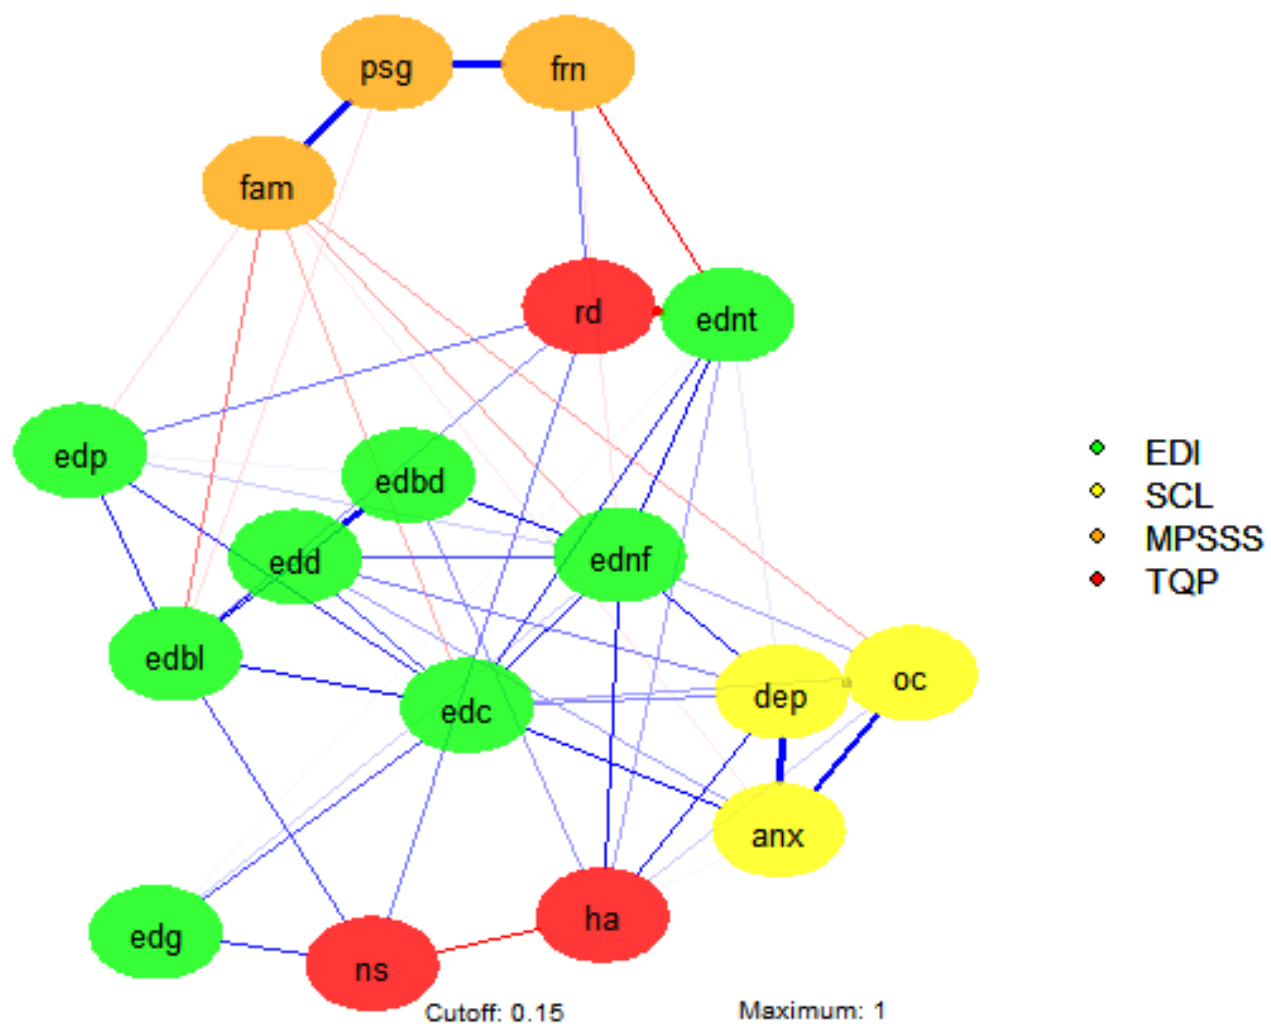 psg
frn
fam
rd
ednt
edp
edbd
edd
ednf
edbl
edc
dep
oc
anx
edg
ns
ha
EDI
SCL
MPSSS
TQP
Cutoff: 0.15
Maximum: 1